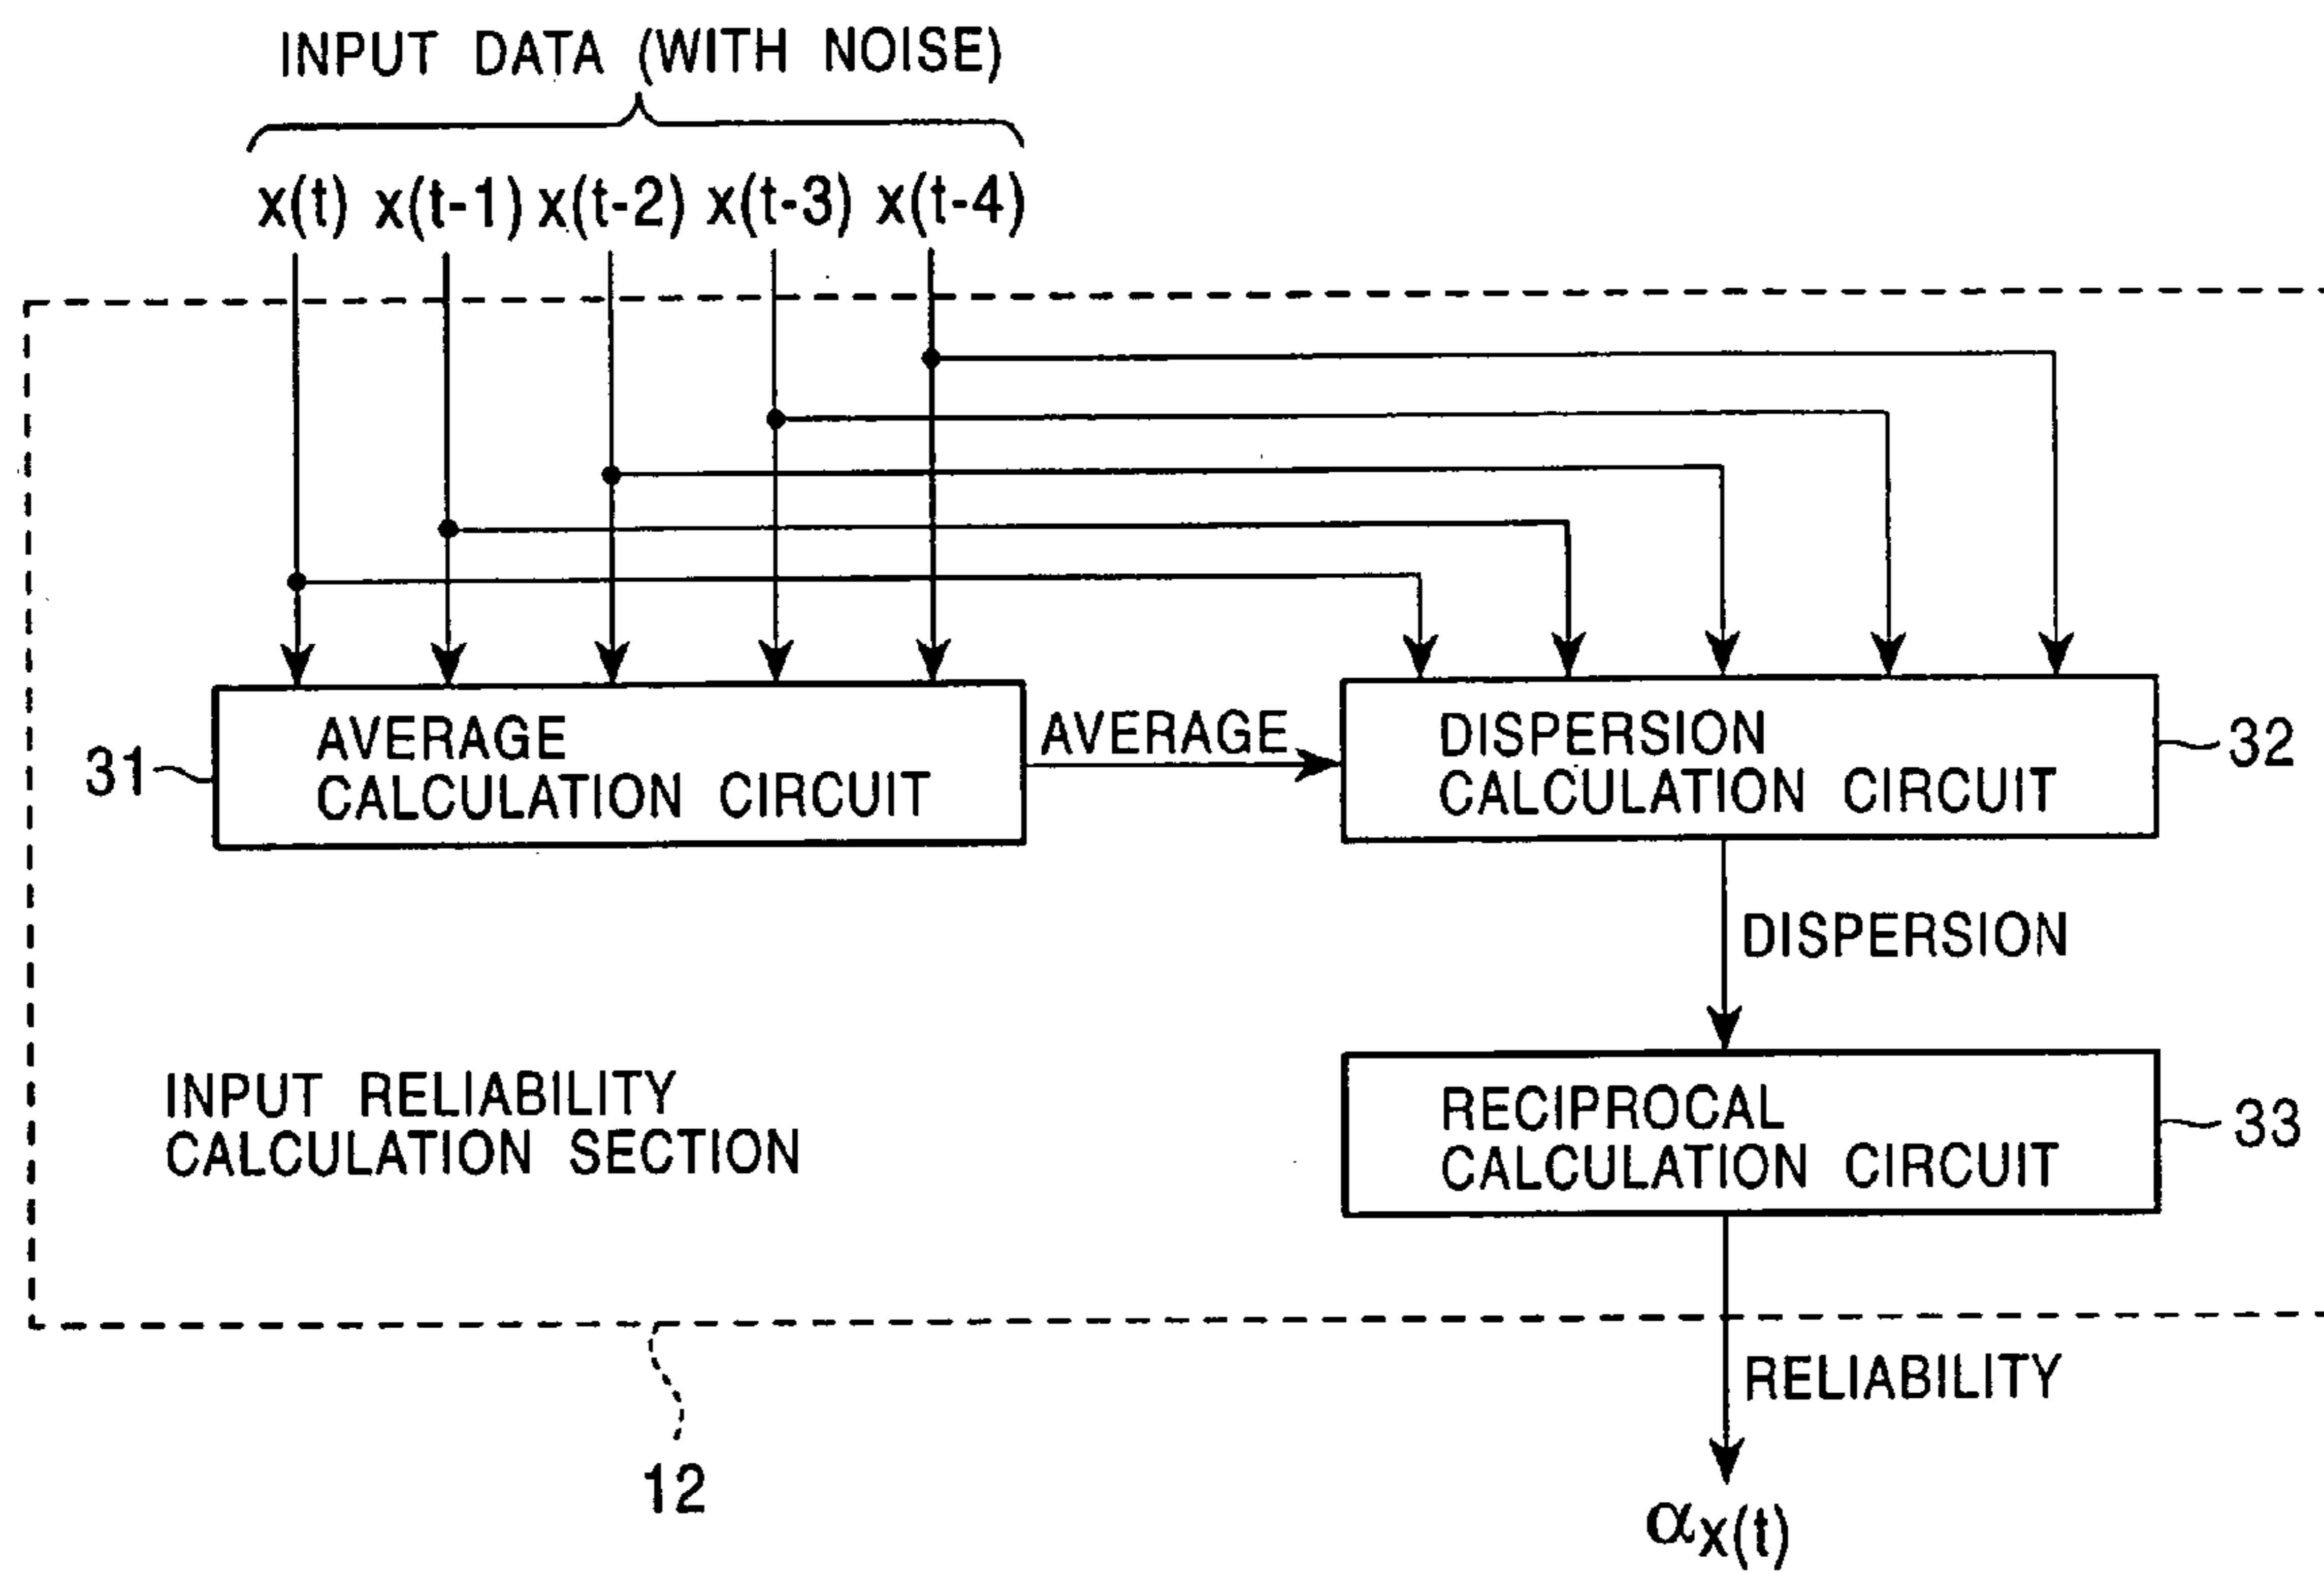 INPUT DATA (WITH NOISE)
x(t) x(t-1) x(t-2) x(t-3) x(t-4)
AVERAGE
CALCULATION CIRCUIT
31
AVERAGE
DISPERSION
CALCULATION CIRCUIT
32
DISPERSION
INPUT RELIABILITY
CALCULATION SECTION
RECIPROCAL
CALCULATION CIRCUIT
33
RELIABILITY
12
αx(t)